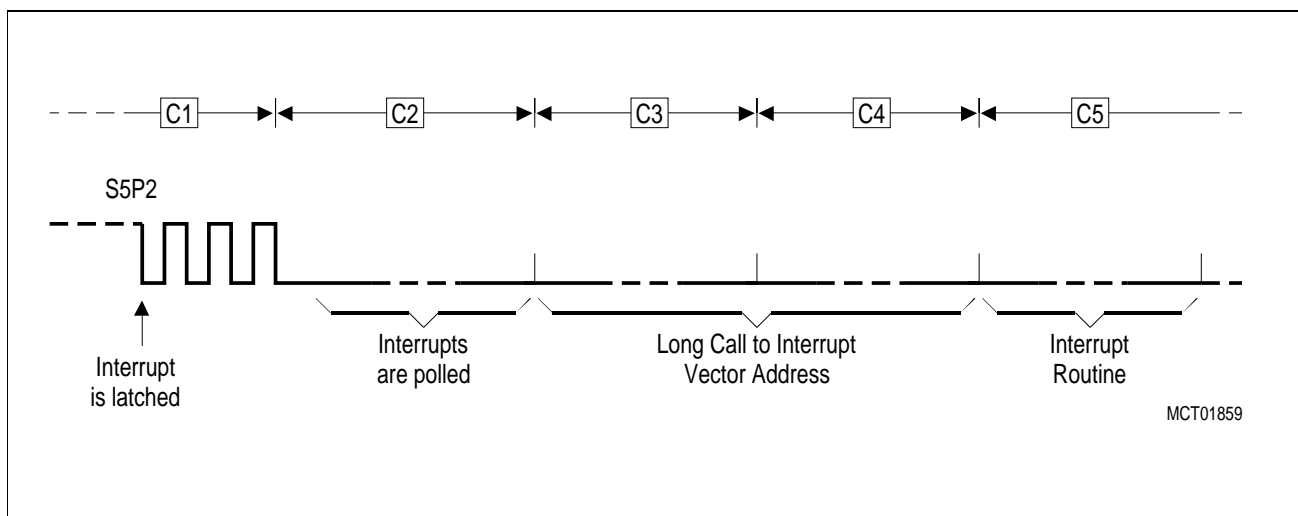 C1 C2 C3 C4 C5
S5P2
Interrupt
is latched
Interrupts
are polled
Long Call to Interrupt
Vector Address
Interrupt
Routine
MCT01859